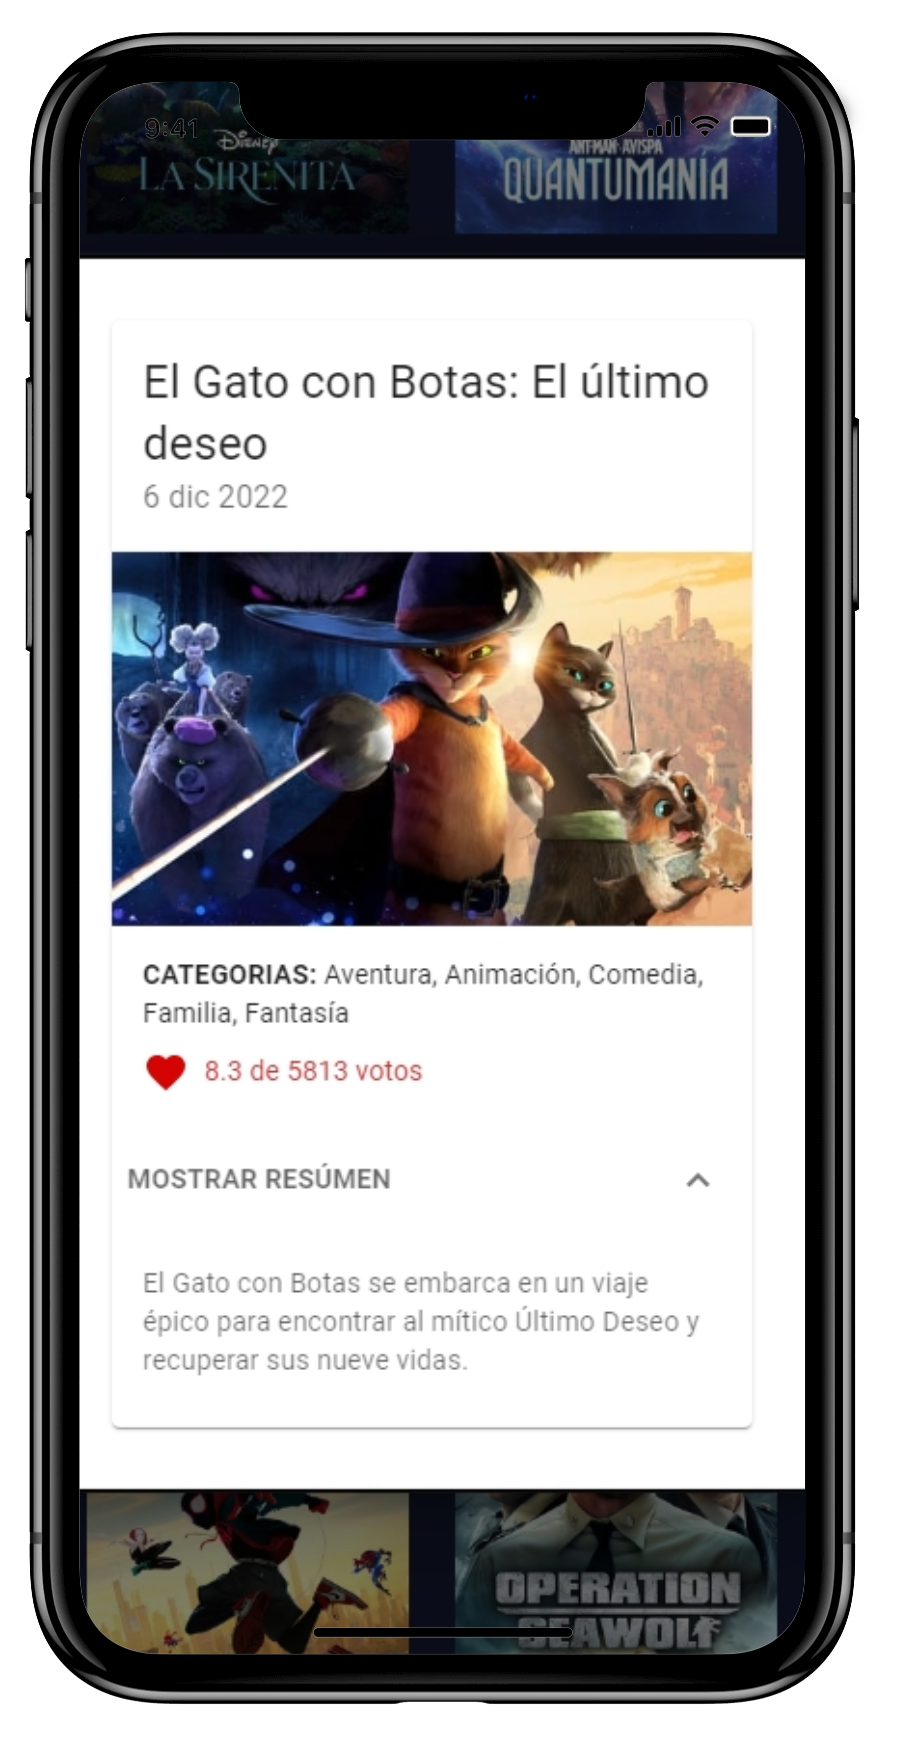 9:41
Disney
LA SIRENITA
ANT-MAN AVISPA
QUANTUMANÍA
El Gato con Botas: El último
deseo
6 dic 2022
CATEGORIAS: Aventura, Animación, Comedia,
Familia, Fantasía
8.3 de 5813 votos
MOSTRAR RESÚMEN
El Gato con Botas se embarca en un viaje
épico para encontrar al mítico Último Deseo y
recuperar sus nueve vidas.
OPERATION
SEAWOLF